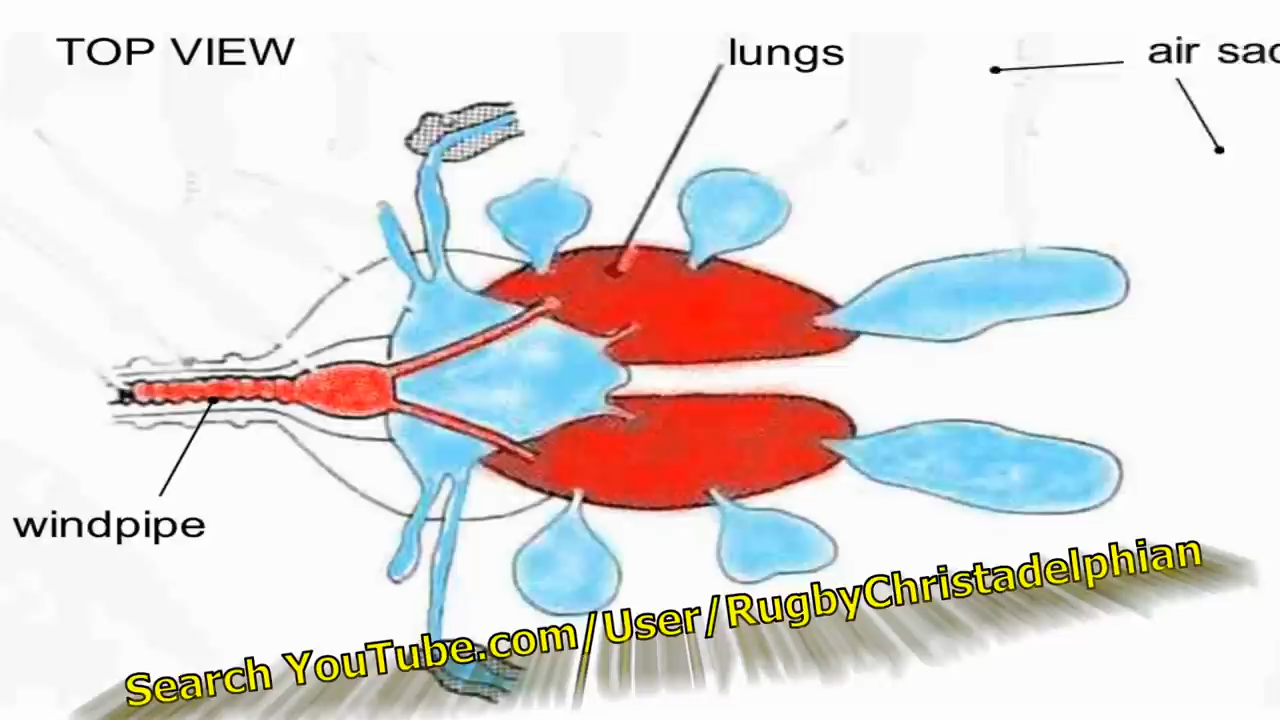 TOP VIEW
lungs
air sac
windpipe
Search YouTube.com/User/RugbyChristadelphian